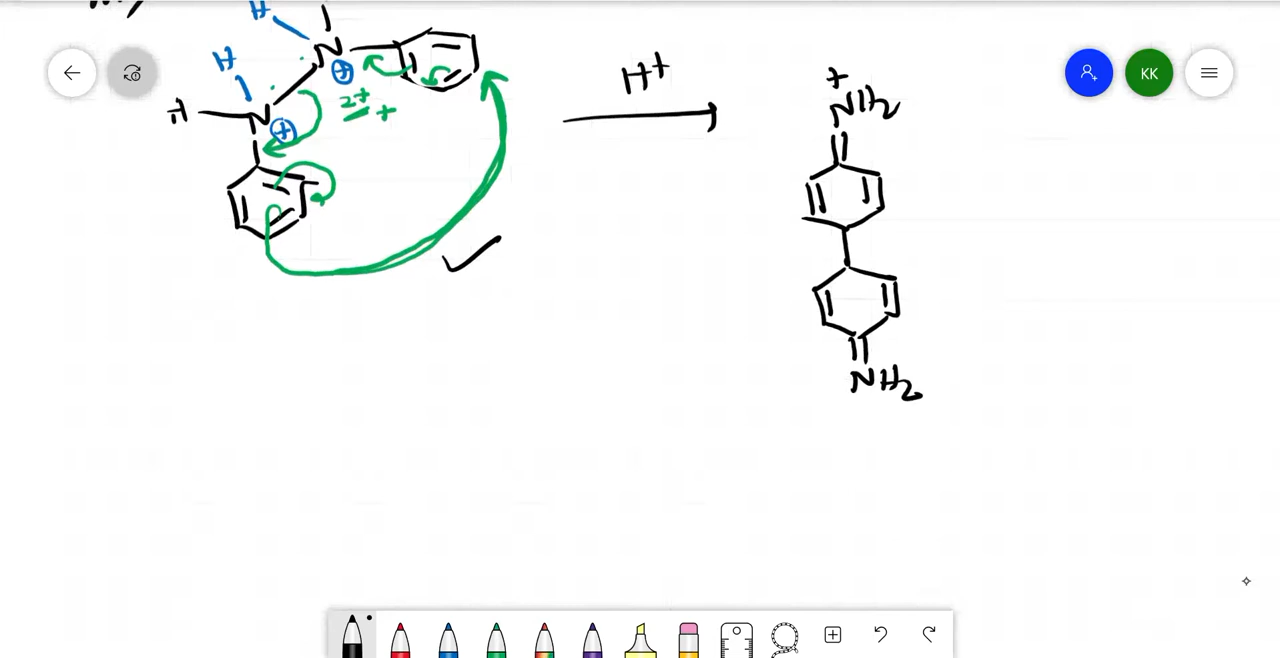 H
N
H
+
2+ +
H N
+
H+
+
NH2
KK
NH2